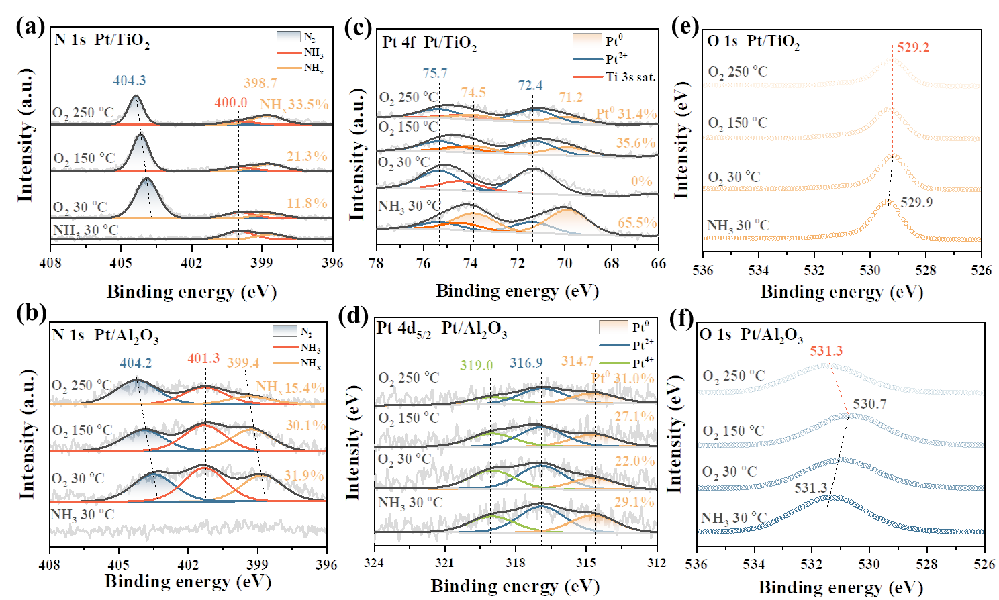 (a)
N 1s Pt/TiO2
N2
NH3
NHx
404.3
398.7
400.0
NHx 33.5%
O2 250 °C
21.3%
O2 150 °C
11.8%
O2 30 °C
NH3 30 °C
408 404 402 399 396
Binding energy (eV)
Intensity (a.u.)
(c)
Pt 4f Pt/TiO2
Pt0
Pt2+
Ti 3s sat.
75.7
74.5
72.4
71.2
O2 250 °C
Pt0 31.4%
O2 150 °C
35.6%
O2 30 °C
0%
NH3 30 °C
65.5%
78 76 74 72 70 68 66
Binding energy (eV)
Intensity (a.u.)
(e)
O 1s Pt/TiO2
529.2
O2 250 °C
O2 150 °C
O2 30 °C
529.9
NH3 30 °C
536 534 532 530 528 526
Binding energy (eV)
Intensity (eV)
(b)
N 1s Pt/Al2O3
N2
NH3
NHx
404.2
401.3
399.4
O2 250 °C
NHx 15.4%
O2 150 °C
30.1%
O2 30 °C
31.9%
NH3 30 °C
408 405 402 399 396
Binding energy (eV)
Intensity (a.u.)
(d)
Pt 4d5/2 Pt/Al2O3
Pt0
Pt2+
Pt4+
319.0
316.9
314.7
O2 250 °C
Pt0 31.0%
O2 150 °C
27.1%
O2 30 °C
22.0%
NH3 30 °C
29.1%
324 321 318 315 312
Binding energy (eV)
Intensity (eV)
(f)
O 1s Pt/Al2O3
531.3
O2 250 °C
530.7
O2 150 °C
O2 30 °C
531.3
NH3 30 °C
536 534 532 530 528 526
Binding energy (eV)
Intensity (eV)